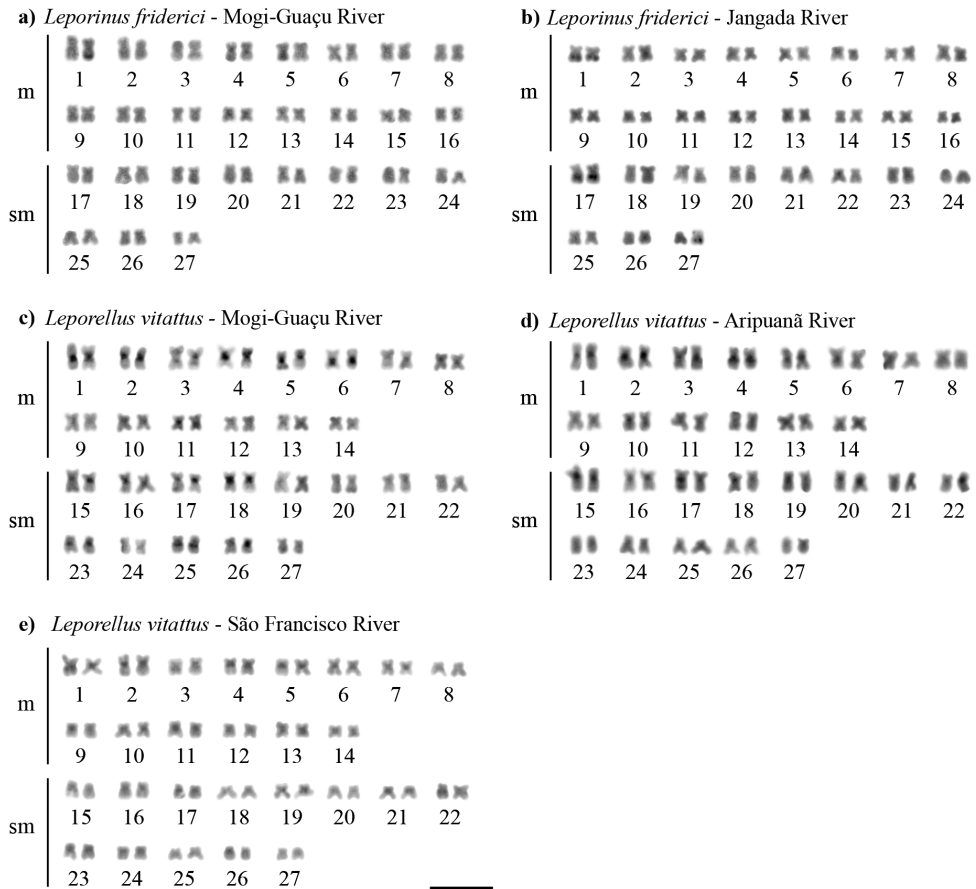 a) Leporinus friderici - Mogi-Guaçu River
m
1 2 3 4 5 6 7 8
9 10 11 12 13 14 15 16
sm
17 18 19 20 21 22 23 24
25 26 27
b) Leporinus friderici - Jangada River
m
1 2 3 4 5 6 7 8
9 10 11 12 13 14 15 16
sm
17 18 19 20 21 22 23 24
25 26 27
c) Leporellus vitattus - Mogi-Guaçu River
m
1 2 3 4 5 6 7 8
9 10 11 12 13 14
sm
15 16 17 18 19 20 21 22
23 24 25 26 27
d) Leporellus vitattus - Aripuanã River
m
1 2 3 4 5 6 7 8
9 10 11 12 13 14
sm
15 16 17 18 19 20 21 22
23 24 25 26 27
e) Leporellus vitattus - São Francisco River
m
1 2 3 4 5 6 7 8
9 10 11 12 13 14
sm
15 16 17 18 19 20 21 22
23 24 25 26 27